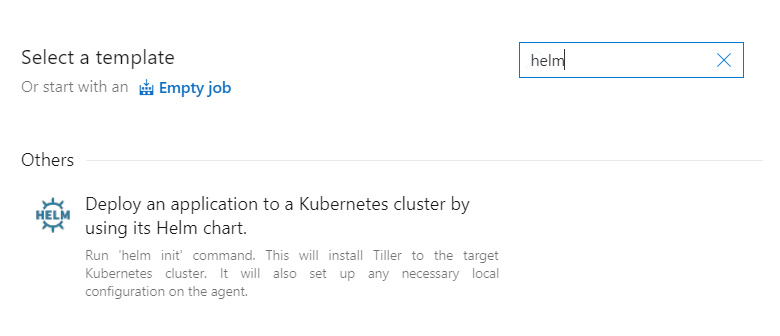 Select a template
helm
Or start with an Empty job
Others
HELM
Deploy an application to a Kubernetes cluster by
using its Helm chart.
Run 'helm init' command. This will install Tiller to the target
Kubernetes cluster. It will also set up any necessary local
configuration on the agent.